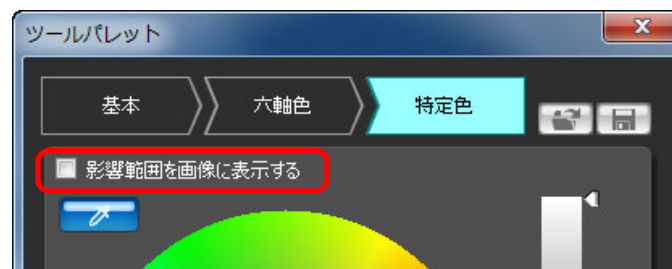 ツールパレット
基本 六軸色 特定色
影響範囲を画像に表示する